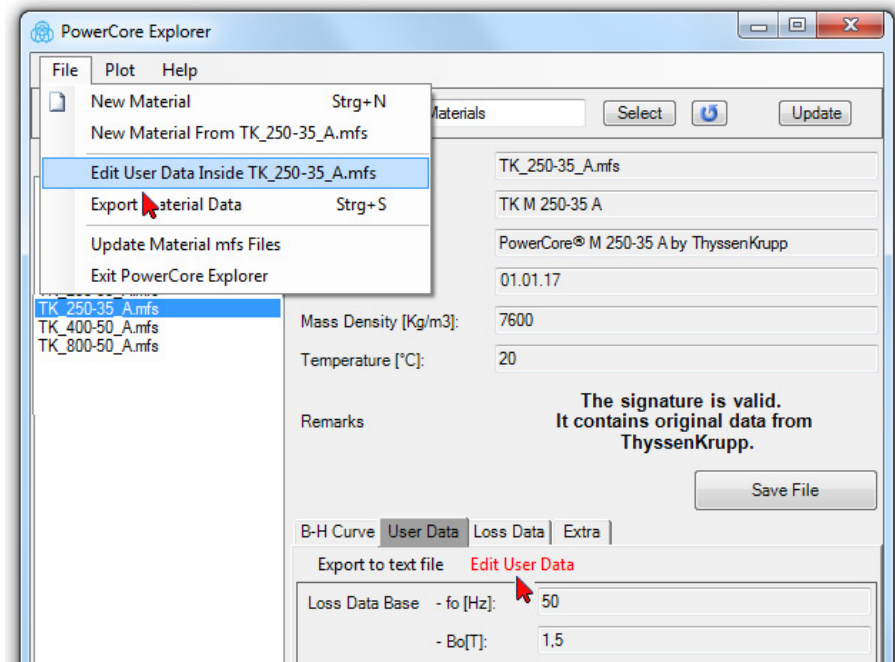 PowerCore Explorer
File Plot Help
New Material Strg+N
New Material From TK_250-35_A.mfs
Edit User Data Inside TK_250-35_A.mfs
Export Material Data Strg+S
Update Material mfs Files
Exit PowerCore Explorer
Materials Select Update
TK_250-35_A.mfs
TK_400-50_A.mfs
TK_800-50_A.mfs
TK_250-35_A.mfs
TK M 250-35 A
PowerCore® M 250-35 A by ThyssenKrupp
01.01.17
Mass Density [Kg/m3]: 7600
Temperature [°C]: 20
Remarks
The signature is valid.
It contains original data from
ThyssenKrupp.
Save File
B-H Curve User Data Loss Data Extra
Export to text file Edit User Data
Loss Data Base - fo [Hz]: 50
- Bo[T]: 1,5